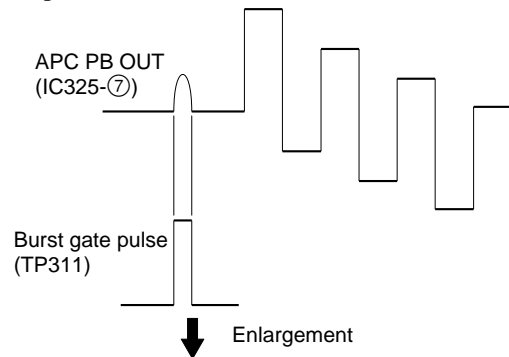 APC PB OUT
(IC325-⑦)
Burst gate pulse
(TP311)
Enlargement